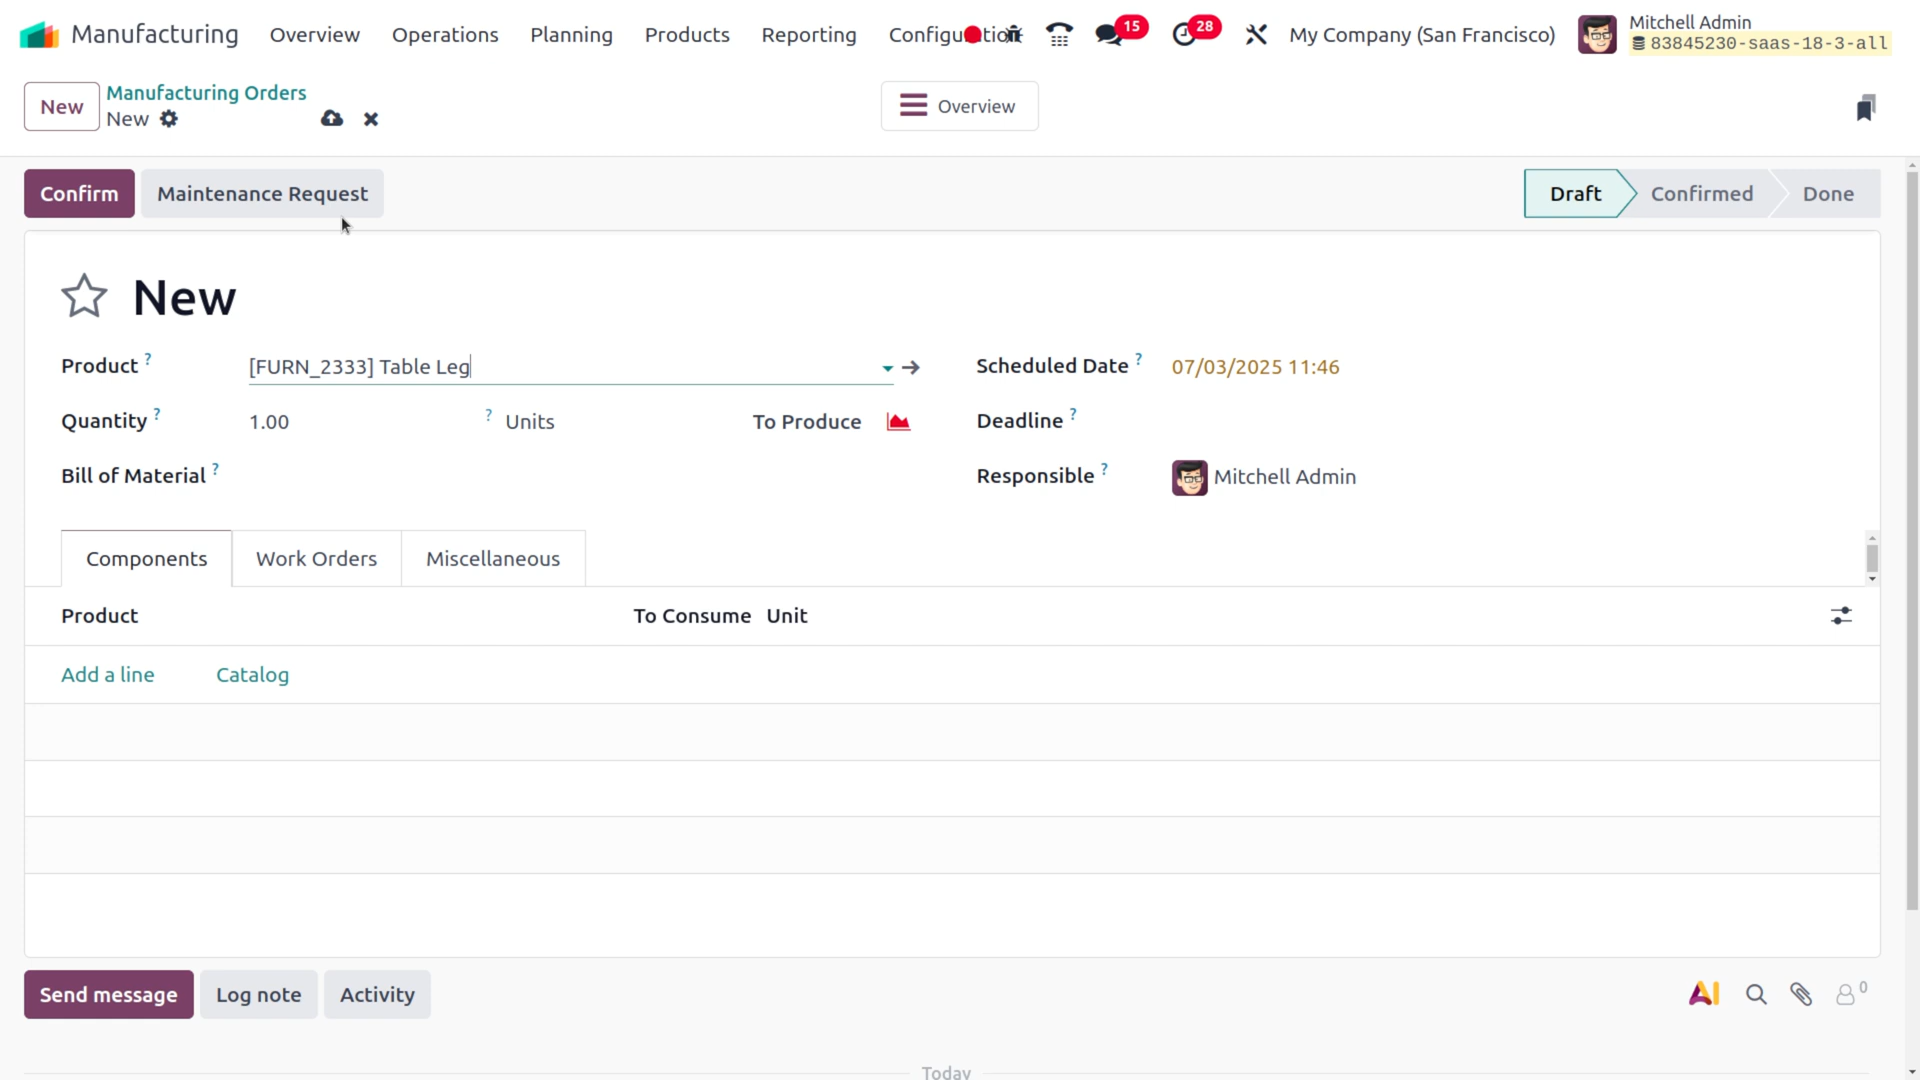 Manufacturing Overview Operations Planning Products Reporting Configuration 15 28 My Company (San Francisco) Mitchell Admin
83845230-saas-18-3-all
New Manufacturing Orders
New
Overview
Confirm Maintenance Request Draft Confirmed Done
New
Product ? [FURN_2333] Table Leg Scheduled Date ? 07/03/2025 11:46
Quantity ? 1.00 ? Units To Produce Deadline ?
Bill of Material ? Responsible ? Mitchell Admin
Components Work Orders Miscellaneous
Product To Consume Unit
Add a line Catalog
Send message Log note Activity AI 0
Today